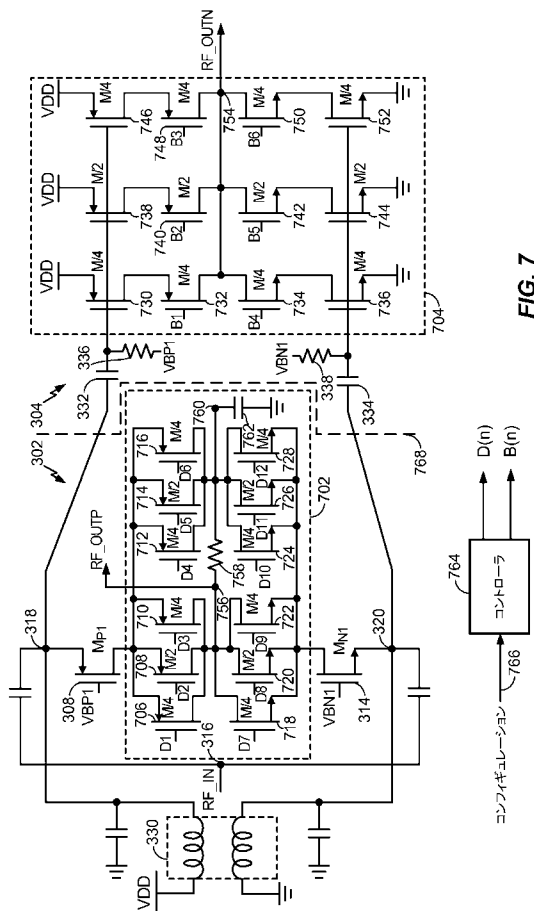 302
304
768
VDD
330
RF_IN
316
318
M_P1
308
VBP1
320
M_N1
314
VBN1
RF_OUTP
702
706
M/4
D1
708
M/2
D2
710
M/4
D3
712
M/4
D4
714
M/2
D5
716
M/4
D6
756
758
760
762
718
M/4
D7
720
M/2
D8
722
M/4
D9
724
M/4
D10
726
M/2
D11
728
M/4
D12
332
336
VBP1
334
338
VBN1
VDD
VDD
VDD
M/4
730
M/2
738
M/4
746
M/4
B1
732
M/2
B2
740
M/4
B3
748
754
RF_OUTN
M/4
B4
734
M/2
B5
742
M/4
B6
750
M/4
736
M/2
744
M/4
752
704
コンフィギュレーション
766
コントローラ
764
D(n)
B(n)
FIG. 7